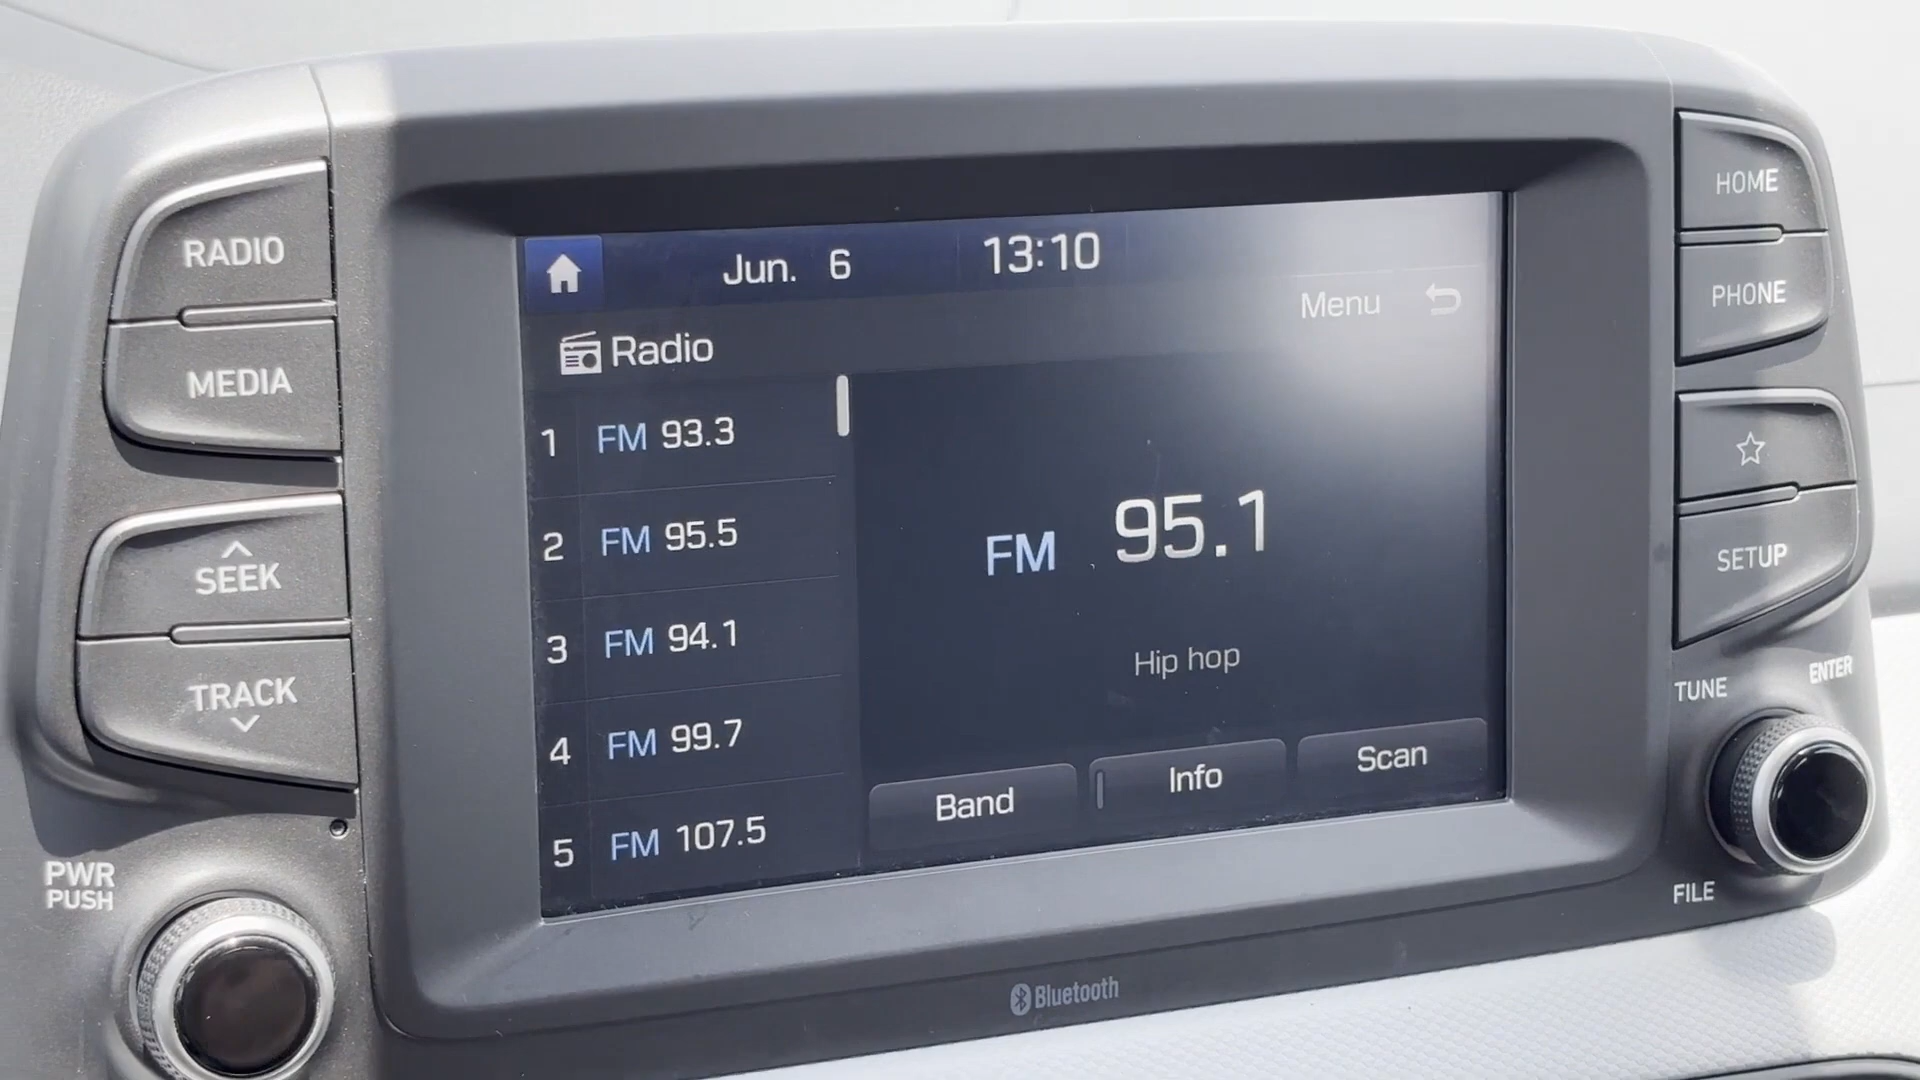 RADIO
MEDIA
SEEK
TRACK
PWR
PUSH
Jun. 6 13:10
Menu
Radio
1 FM 93.3
2 FM 95.5
3 FM 94.1
4 FM 99.7
5 FM 107.5
FM 95.1
Hip hop
Band Info Scan
Bluetooth
HOME
PHONE
SETUP
TUNE ENTER
FILE